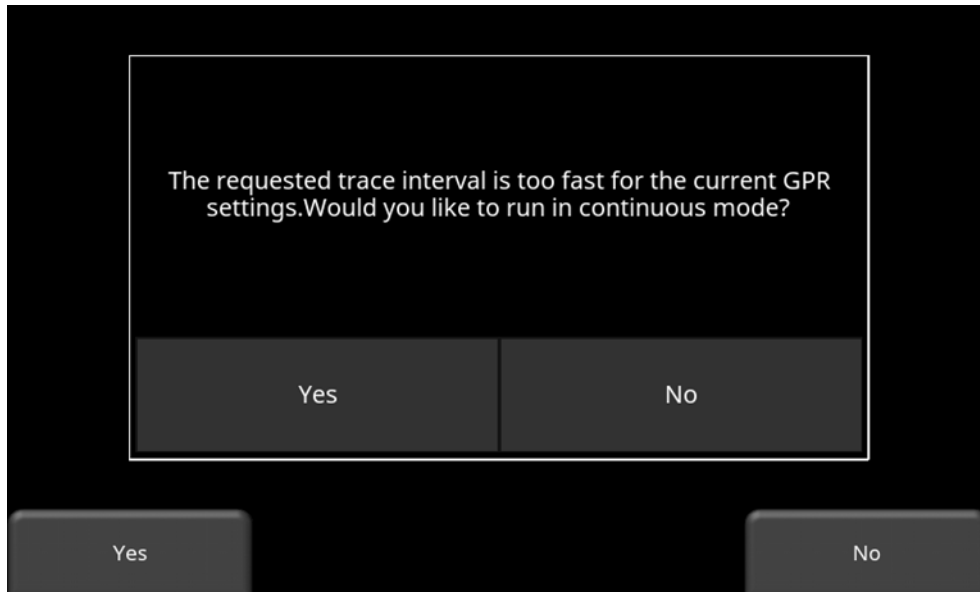 The requested trace interval is too fast for the current GPR
settings.Would you like to run in continuous mode?
Yes
No
Yes
No